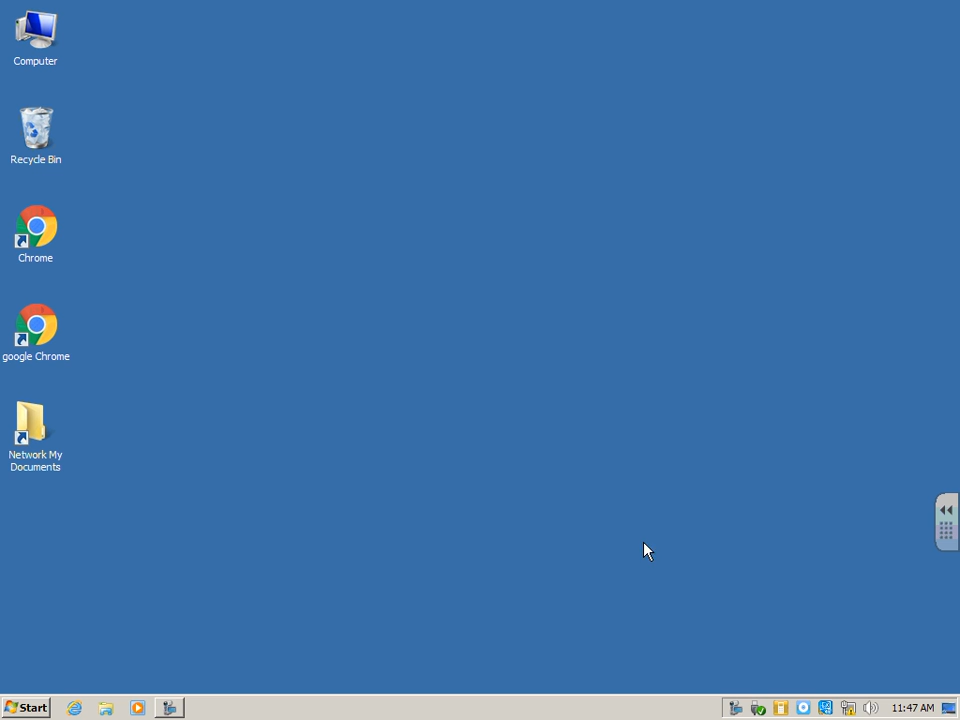 Computer
Recycle Bin
Chrome
google Chrome
Network My
Documents
Start
11:47 AM